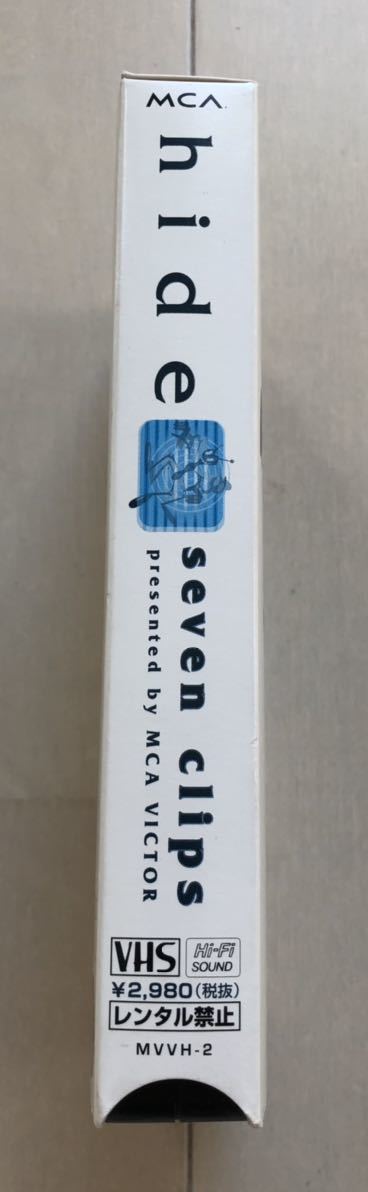 MCA
hide
seven clips
presented by MCA VICTOR
VHS
Hi-Fi SOUND
¥2,980(税抜)
レンタル禁止
MVVH-2